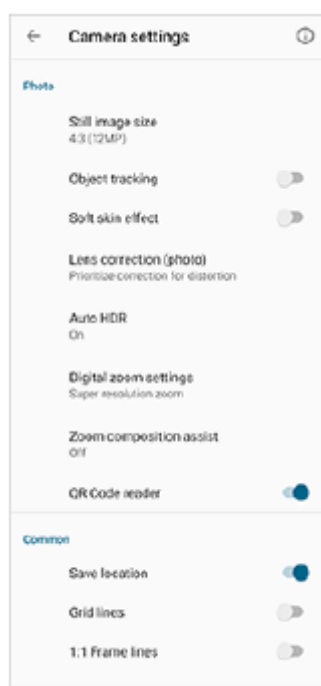 Camera settings
Photo
Still image size
4:3 (12MP)
Object tracking
Soft skin effect
Lens correction (photo)
Prioritize correction for distortion
Auto HDR
On
Digital zoom settings
Super resolution zoom
Zoom composition assist
Off
QR Code reader
Common
Save location
Grid lines
1:1 Frame lines